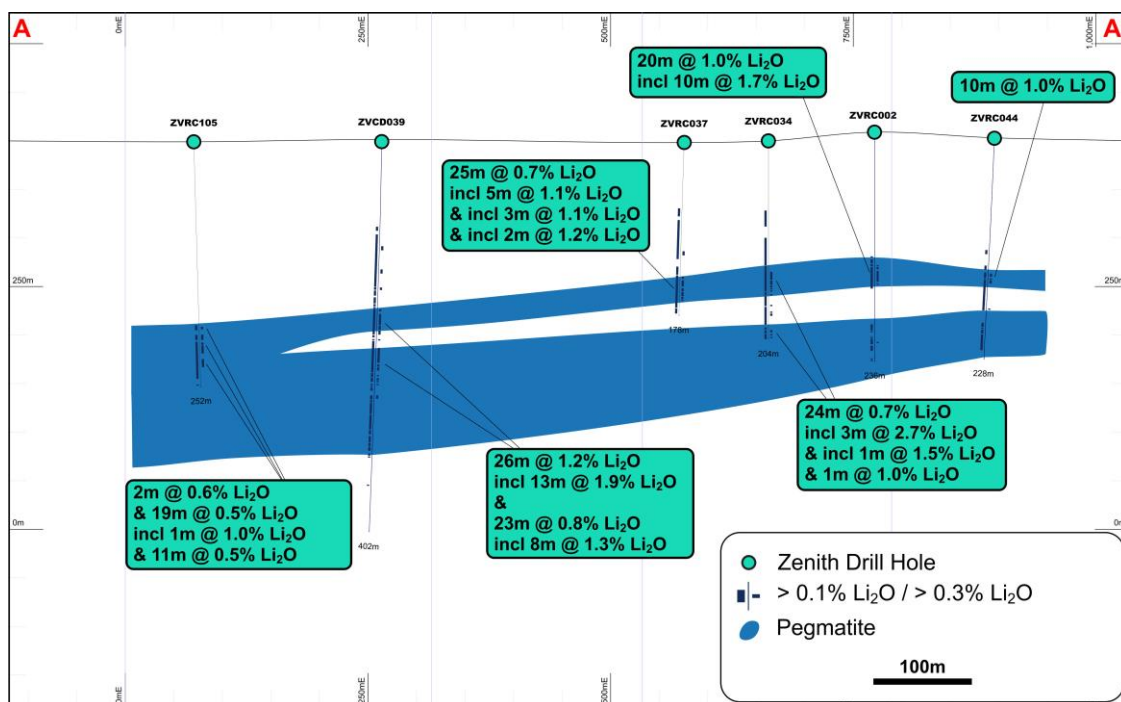 A
A
0mE
250mE
500mE
750mE
1,000mE
20m @ 1.0% Li₂O
incl 10m @ 1.7% Li₂O
10m @ 1.0% Li₂O
ZVRC105
ZVCD039
ZVRC037
ZVRC034
ZVRC002
ZVRC044
25m @ 0.7% Li₂O
incl 5m @ 1.1% Li₂O
& incl 3m @ 1.1% Li₂O
& incl 2m @ 1.2% Li₂O
250m
250m
178m
204m
236m
228m
252m
24m @ 0.7% Li₂O
incl 3m @ 2.7% Li₂O
& incl 1m @ 1.5% Li₂O
& 1m @ 1.0% Li₂O
26m @ 1.2% Li₂O
incl 13m @ 1.9% Li₂O
&
23m @ 0.8% Li₂O
incl 8m @ 1.3% Li₂O
2m @ 0.6% Li₂O
& 19m @ 0.5% Li₂O
incl 1m @ 1.0% Li₂O
& 11m @ 0.5% Li₂O
0m
0m
402m
Zenith Drill Hole
> 0.1% Li₂O / > 0.3% Li₂O
Pegmatite
100m
0mE
250mE
500mE